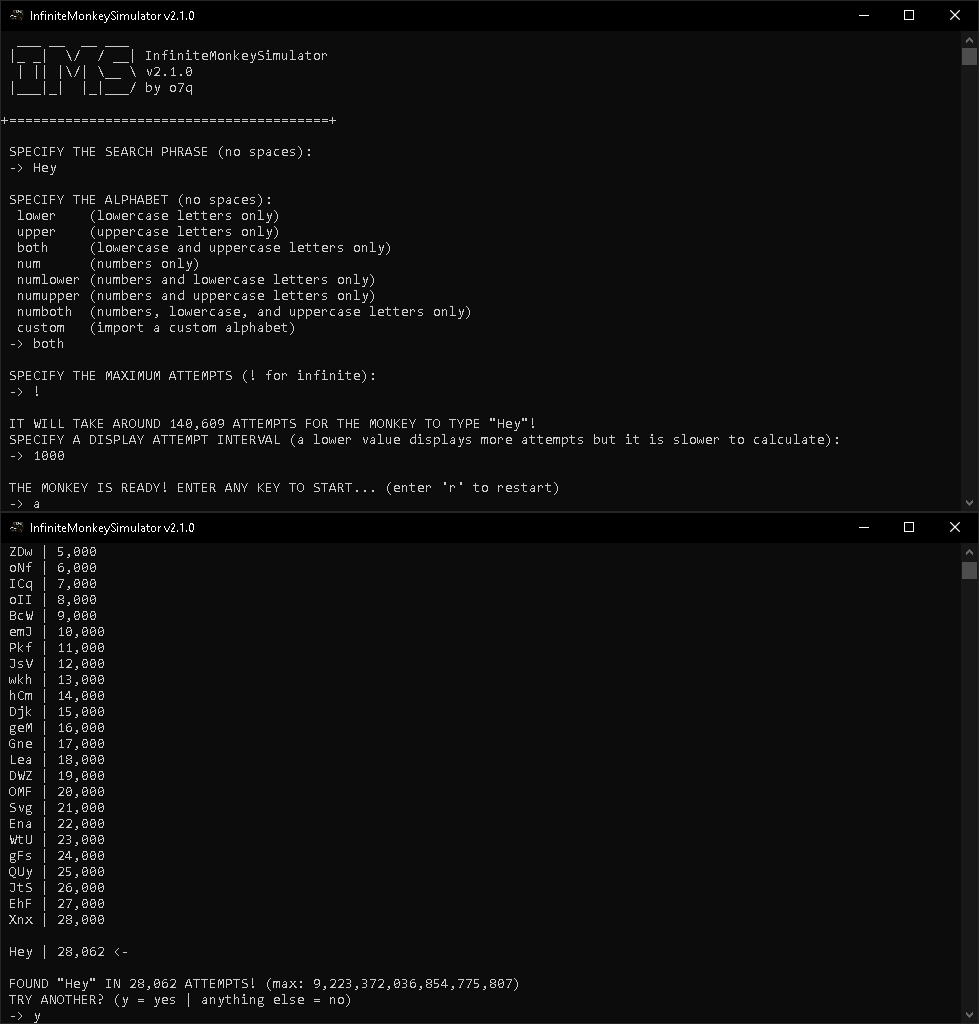 InfiniteMonkeySimulator v2.1.0
InfiniteMonkeySimulator
v2.1.0
by o7q
+========================================+
SPECIFY THE SEARCH PHRASE (no spaces):
-> Hey
SPECIFY THE ALPHABET (no spaces):
lower (lowercase letters only)
upper (uppercase letters only)
both (lowercase and uppercase letters only)
num (numbers only)
numlower (numbers and lowercase letters only)
numupper (numbers and uppercase letters only)
numboth (numbers, lowercase, and uppercase letters only)
custom (import a custom alphabet)
-> both
SPECIFY THE MAXIMUM ATTEMPTS (! for infinite):
-> !
IT WILL TAKE AROUND 140,609 ATTEMPTS FOR THE MONKEY TO TYPE "Hey"!
SPECIFY A DISPLAY ATTEMPT INTERVAL (a lower value displays more attempts but it is slower to calculate):
-> 1000
THE MONKEY IS READY! ENTER ANY KEY TO START... (enter 'r' to restart)
-> a
InfiniteMonkeySimulator v2.1.0
ZDw | 5,000
oNf | 6,000
ICq | 7,000
oII | 8,000
BcW | 9,000
emJ | 10,000
Pkf | 11,000
JsV | 12,000
wkh | 13,000
hCm | 14,000
Djk | 15,000
geM | 16,000
Gne | 17,000
Lea | 18,000
DWZ | 19,000
OMF | 20,000
Svg | 21,000
Ena | 22,000
WtU | 23,000
gFs | 24,000
QUy | 25,000
JtS | 26,000
EhF | 27,000
Xnx | 28,000
Hey | 28,062 <-
FOUND "Hey" IN 28,062 ATTEMPTS! (max: 9,223,372,036,854,775,807)
TRY ANOTHER? (y = yes | anything else = no)
-> y